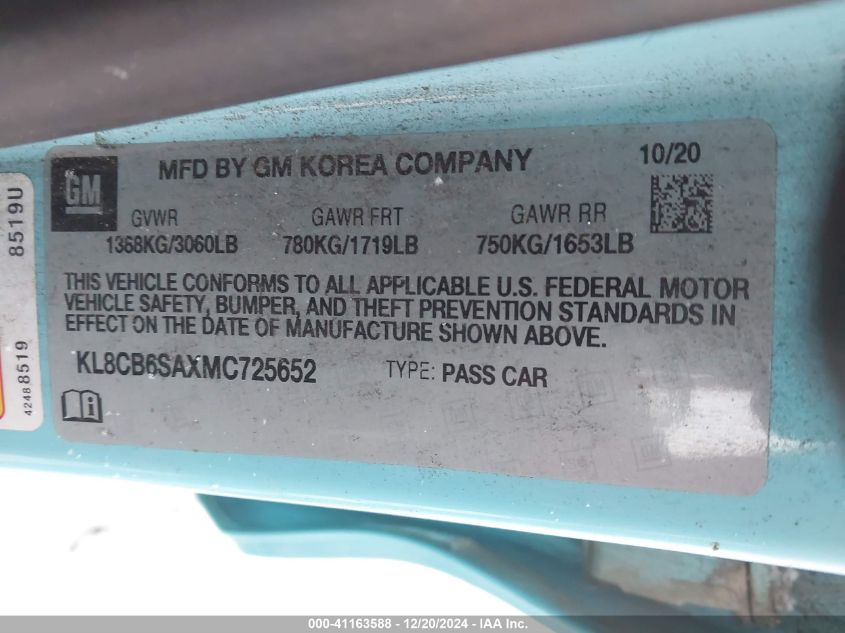 GM
MFD BY GM KOREA COMPANY
10/20
GVWR
GAWR FRT
GAWR RR
1368KG/3060LB
780KG/1719LB
750KG/1653LB
THIS VEHICLE CONFORMS TO ALL APPLICABLE U.S. FEDERAL MOTOR
VEHICLE SAFETY, BUMPER, AND THEFT PREVENTION STANDARDS IN
EFFECT ON THE DATE OF MANUFACTURE SHOWN ABOVE.
KL8CB6SAXMC725652
TYPE: PASS CAR
i
8519U
4248 8519
000-41163588 - 12/20/2024 - IAA Inc.